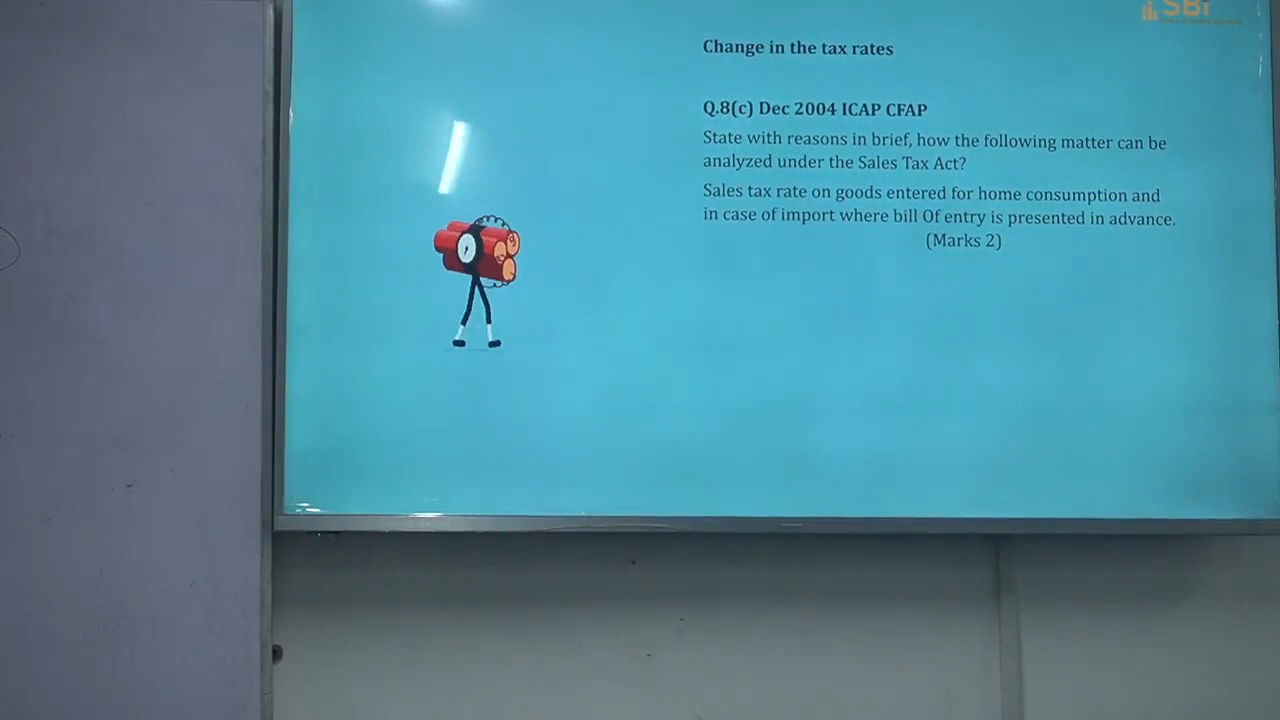 SBI
Change in the tax rates
Q.8(c) Dec 2004 ICAP CFAP
State with reasons in brief, how the following matter can be
analyzed under the Sales Tax Act?
Sales tax rate on goods entered for home consumption and
in case of import where bill Of entry is presented in advance.
(Marks 2)